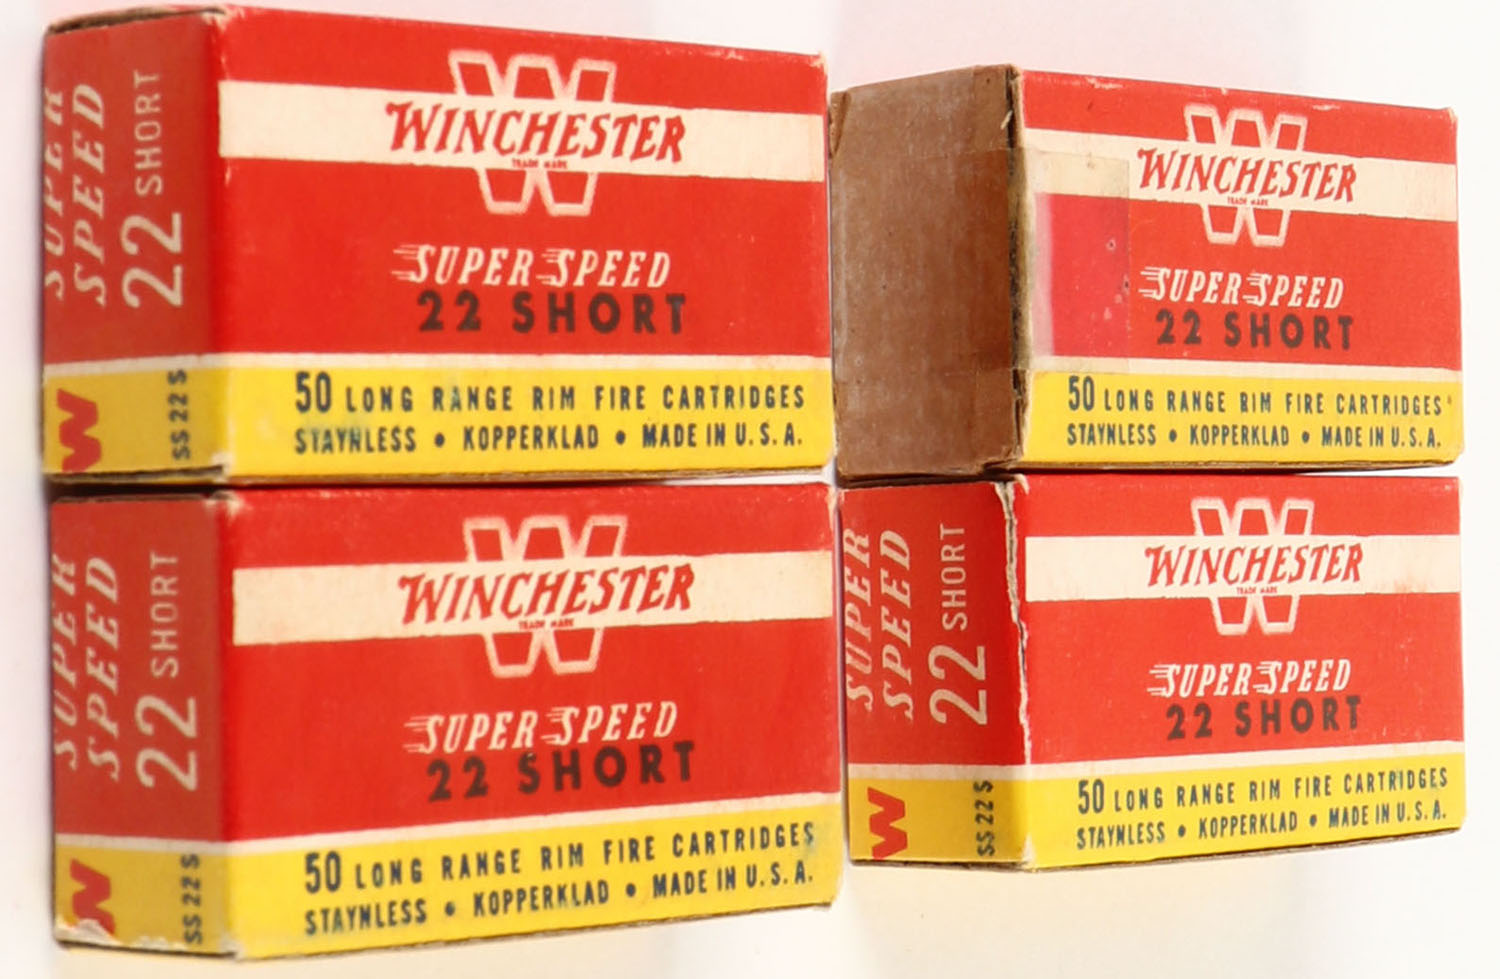 SUPER
SPEED
22 SHORT
W
SS 22 S
W
WINCHESTER
TRADE MARK
SUPER SPEED
22 SHORT
50 LONG RANGE RIM FIRE CARTRIDGES
STAYNLESS • KOPPERKLAD • MADE IN U.S.A.
W
WINCHESTER
TRADE MARK
SUPER SPEED
22 SHORT
50 LONG RANGE RIM FIRE CARTRIDGES
STAYNLESS • KOPPERKLAD • MADE IN U.S.A.
SUPER
SPEED
22 SHORT
W
SS 22 S
W
WINCHESTER
TRADE MARK
SUPER SPEED
22 SHORT
50 LONG RANGE RIM FIRE CARTRIDGES
STAYNLESS • KOPPERKLAD • MADE IN U.S.A.
SUPER
SPEED
22 SHORT
W
SS 22 S
W
WINCHESTER
TRADE MARK
SUPER SPEED
22 SHORT
50 LONG RANGE RIM FIRE CARTRIDGES
STAYNLESS • KOPPERKLAD • MADE IN U.S.A.